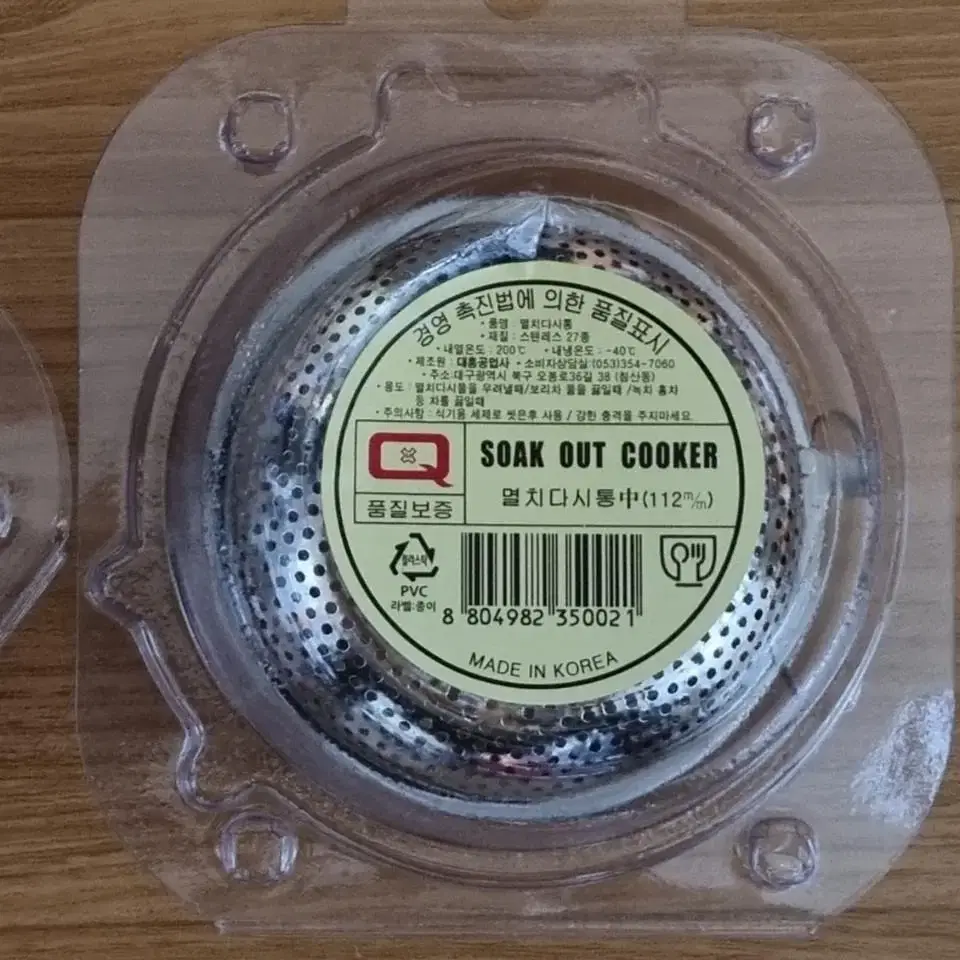 경영 촉진법에 의한 품질표시
• 품명 : 멸치다시통
• 재질 : 스텐레스 27종
• 내열온도 : 200℃ • 내냉온도 : -40℃
• 제조원 : 대흥공업사 • 소비자상담실:(053)354-7060
• 주소:대구광역시 북구 오봉로36길 38 (침산동)
• 용도 : 멸치다시물을 우려낼때/보리차 물을 끓일때 /녹차 홍차
등 차를 끓일때
• 주의사항 : 식기용 세제로 씻은후 사용 / 강한 충격을 주지마세요.
Q
SOAK OUT COOKER
품질보증
멸치다시통中(112m/m)
플라스틱
PVC
라벨:종이
8 804982 350021
MADE IN KOREA